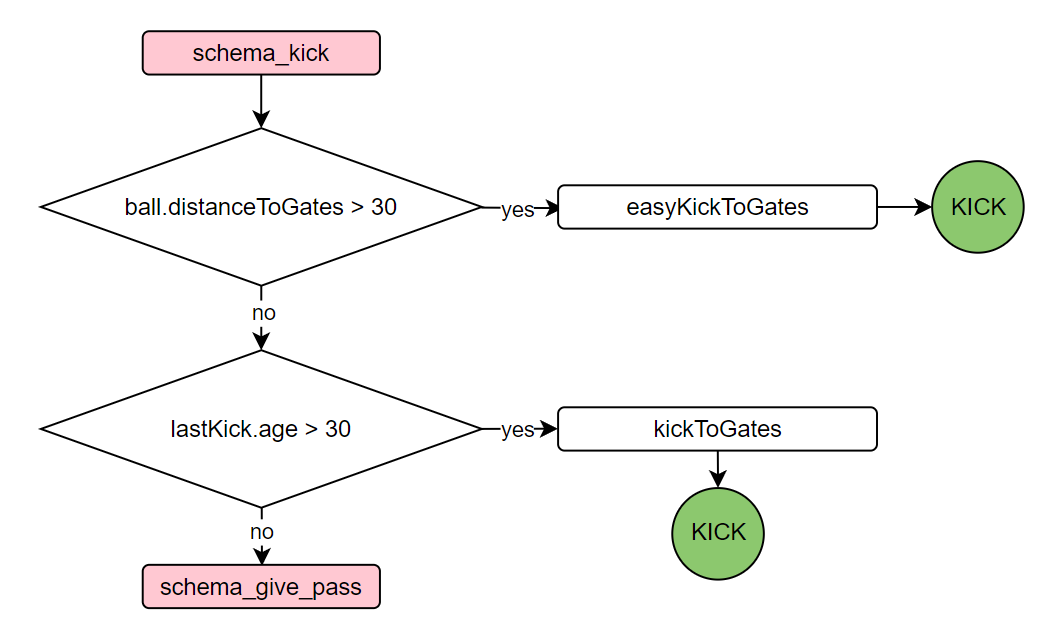 schema_kick
ball.distanceToGates > 30
yes
easyKickToGates
KICK
no
lastKick.age > 30
yes
kickToGates
KICK
no
schema_give_pass